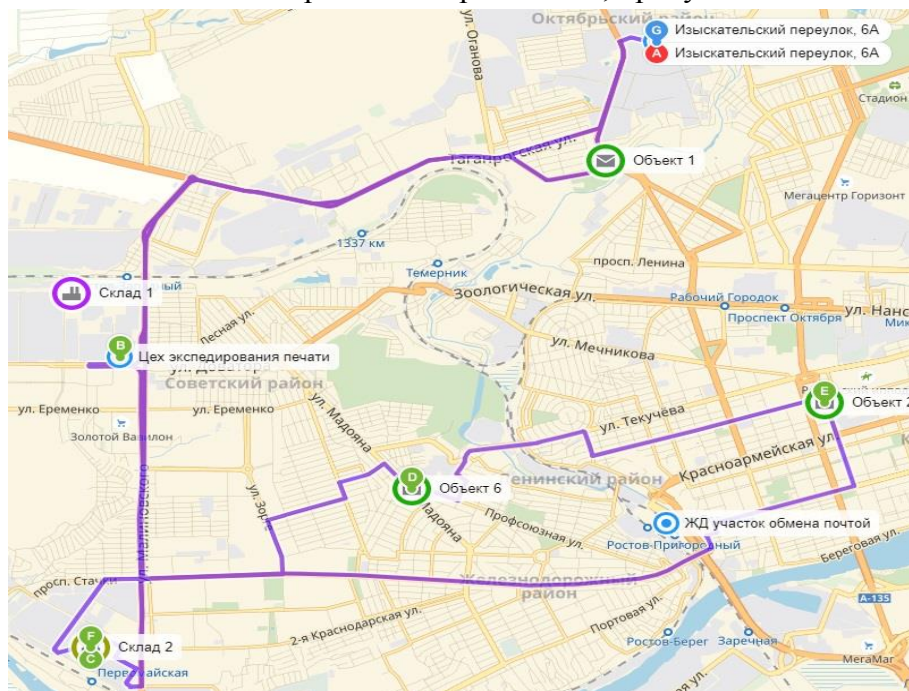 Октябрьский район
ул. Оганова
G
Изыскательский переулок, 6А
A
Изыскательский переулок, 6А
Стадион
Таганрогская ул.
Объект 1
Мегацентр Горизонт
1337 км
Темерник
просп. Ленина
Склад 1
ный
Зоологическая ул.
Рабочий Городок
Проспект Октября
ул. Нанс
Мик
Лесная ул.
ул. Мечникова
B
Цех экспедирования печати
ул. Доватора
Советский район
E
Объект 2
ул. Еременко
ул. Еременко
ул. Мадояна
ул. Текучёва
Золотой Вавилон
Красноармейская ул.
ул. Малиновского
ул. Зорге
D
Объект 6
Ленинский район
Мадояна
Профсоюзная ул.
ЖД участок обмена почтой
Ростов-Пригородный
Береговая ул.
просп. Стачки
Железнодорожный
район
А-135
2-я Краснодарская ул.
Портовая ул.
F
Склад 2
C
Ростов-Берег
Заречная
МегаМаг
Первомайская